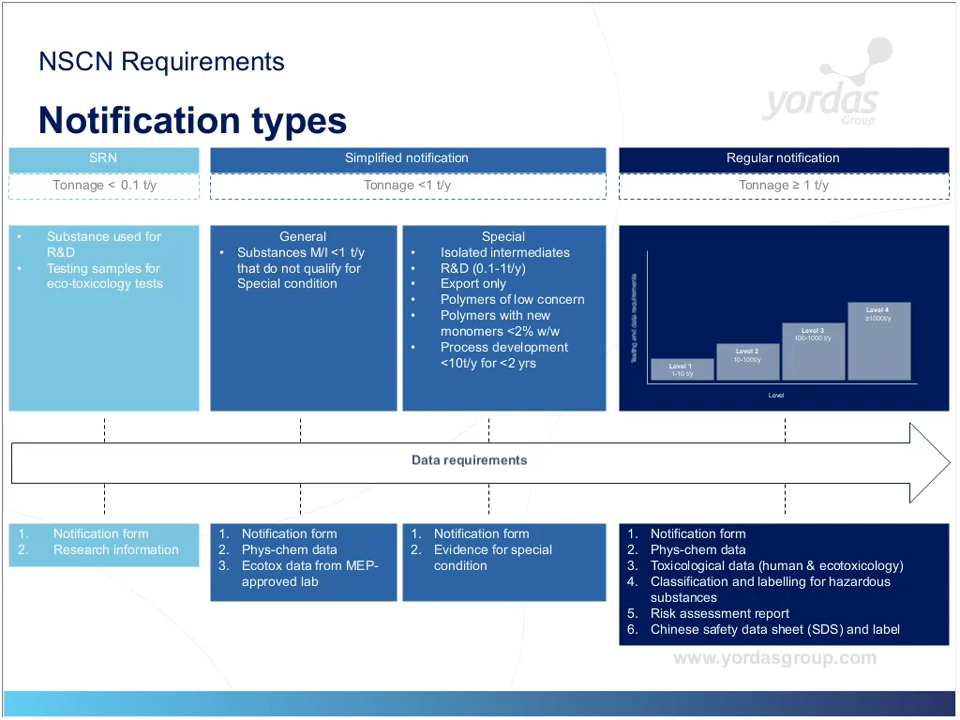 NSCN Requirements
Notification types
yordas
Group
SRN
Tonnage < 0.1 t/y
Simplified notification
Tonnage <1 t/y
Regular notification
Tonnage ≥ 1 t/y
• Substance used for
R&D
• Testing samples for
eco-toxicology tests
General
• Substances M/I <1 t/y
that do not qualify for
Special condition
Special
• Isolated intermediates
• R&D (0.1-1t/y)
• Export only
• Polymers of low concern
• Polymers with new
monomers <2% w/w
• Process development
<10t/y for <2 yrs
Testing and data requirements
Level 1
1-10 t/y
Level 2
10-100t/y
Level 3
100-1000 t/y
Level 4
≥1000t/y
Level
Data requirements
1. Notification form
2. Research information
1. Notification form
2. Phys-chem data
3. Ecotox data from MEP-
approved lab
1. Notification form
2. Evidence for special
condition
1. Notification form
2. Phys-chem data
3. Toxicological data (human & ecotoxicology)
4. Classification and labelling for hazardous
substances
5. Risk assessment report
6. Chinese safety data sheet (SDS) and label
www.yordasgroup.com